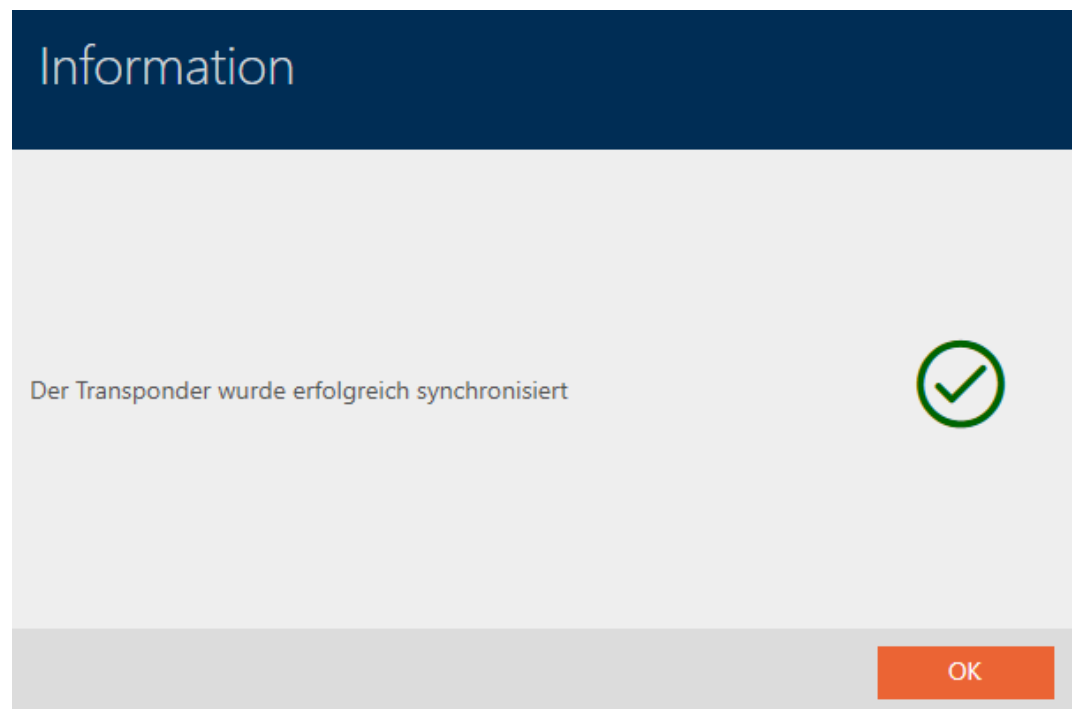 Information
Der Transponder wurde erfolgreich synchronisiert
OK